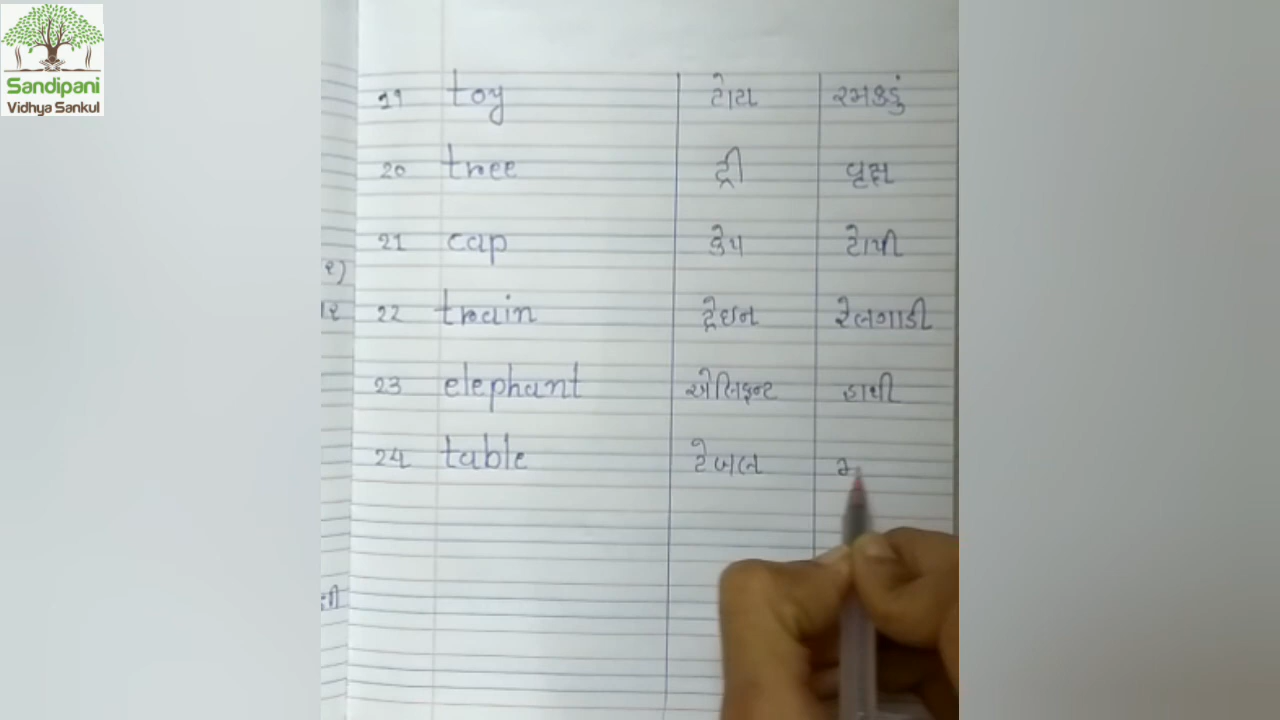 Sandipani
Vidhya Sankul
19 toy ટોય રમકડું
20 tree ટ્રી વૃક્ષ
21 cap કેપ ટોપી
22 train ટ્રેઇન રેલગાડી
23 elephant એલિફન્ટ હાથી
24 table ટેબલ